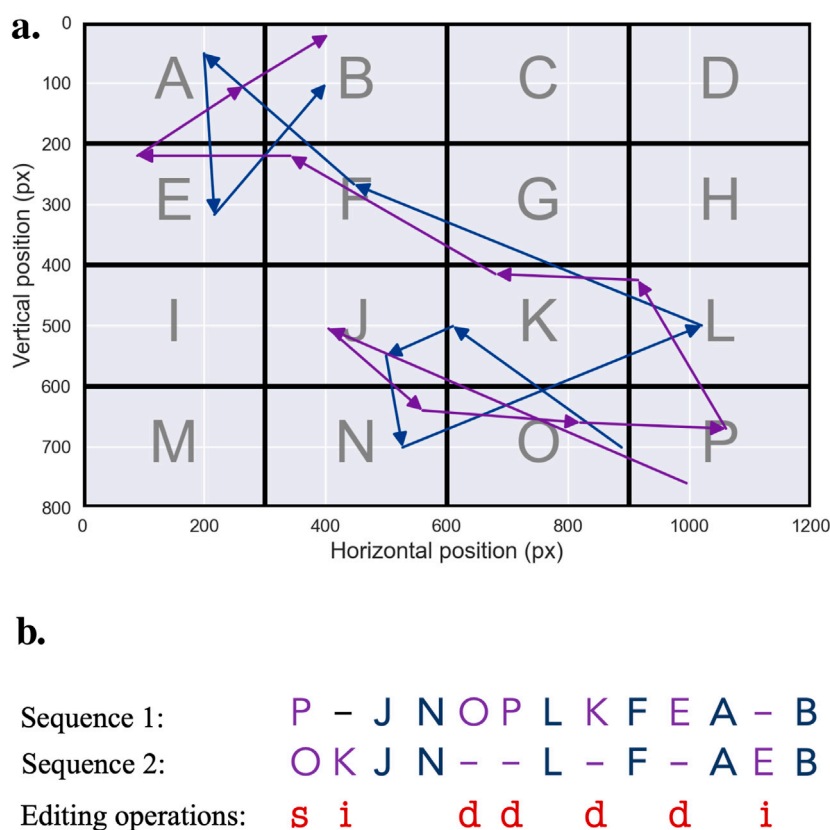 a.
0
A B C D
100
200
E F G H
300
400
I J K L
500
600
M N O P
700
800
0 200 400 600 800 1000 1200
Vertical position (px)
Horizontal position (px)
b.
Sequence 1: P – J N O P L K F E A – B
Sequence 2: O K J N – – L – F – A E B
Editing operations: s i d d d d i